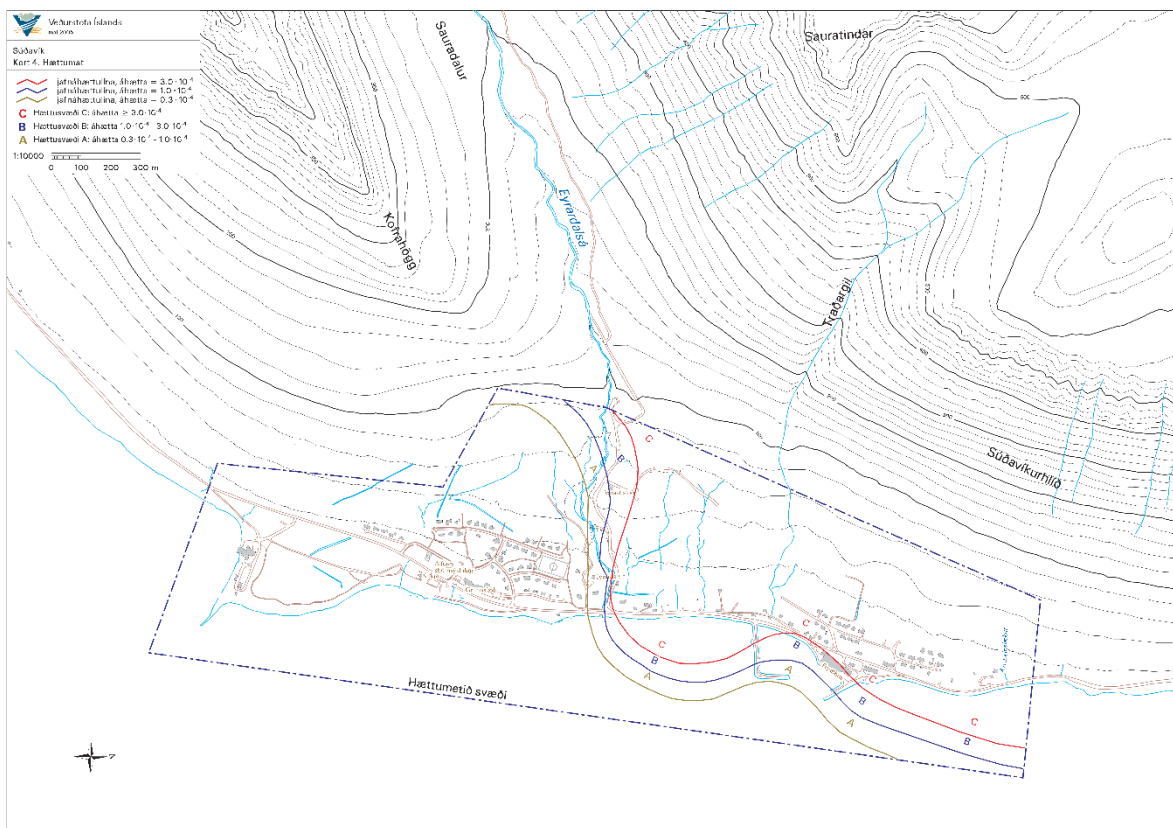 Veðurstofa Íslands
maí 2005
Súðavík
Kort 4. Hættumat
jafnáhættulína, áhætta = 3.0·10⁻⁴
jafnáhættulína, áhætta = 1.0·10⁻⁴
jafnáhættulína, áhætta = 0.3·10⁻⁴
C Hættusvæði C: áhætta ≥ 3.0·10⁻⁴
B Hættusvæði B: áhætta 1.0·10⁻⁴ - 3.0·10⁻⁴
A Hættusvæði A: áhætta 0.3·10⁻⁴ - 1.0·10⁻⁴
1:10000
0 100 200 300 m
Sauradalur
Sauratindar
Kofrahögg
Eyrardalsá
Traðargil
Súðavíkurhlíð
C
B
A
C
B
A
C
B
A
C
B
A
C
B
Hættumetið svæði